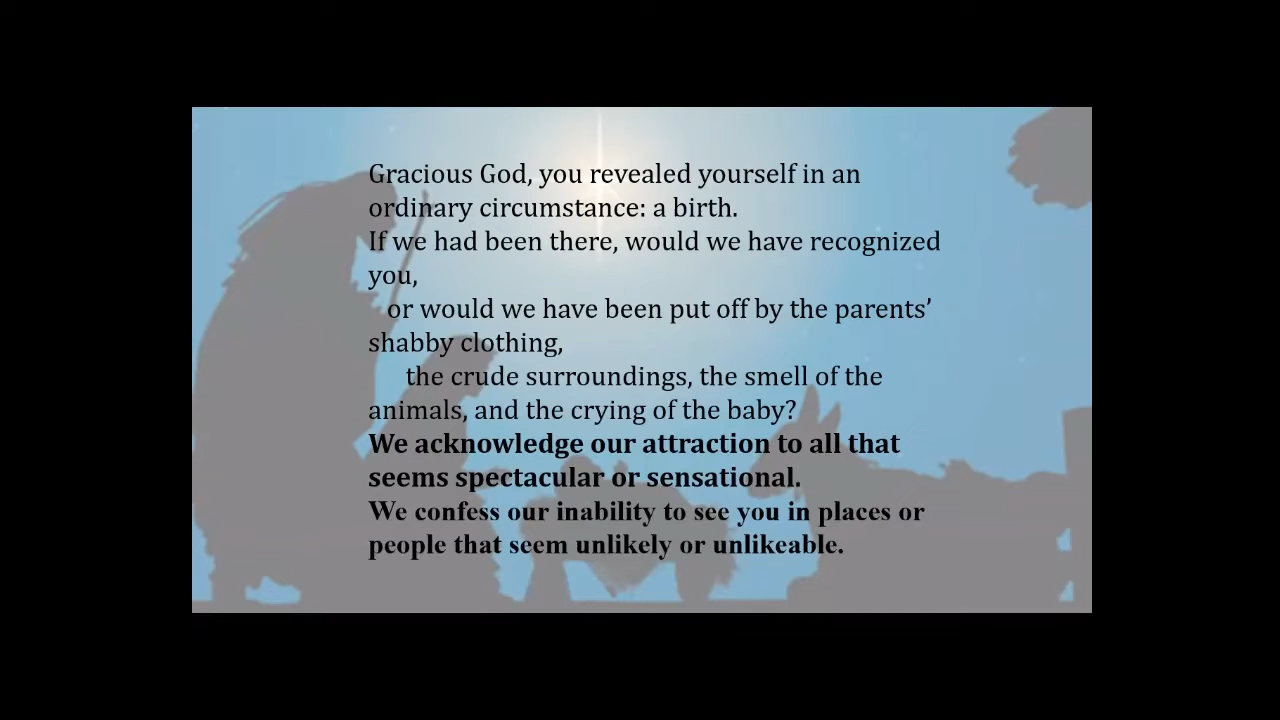 Gracious God, you revealed yourself in an
ordinary circumstance: a birth.
If we had been there, would we have recognized
you,
or would we have been put off by the parents’
shabby clothing,
the crude surroundings, the smell of the
animals, and the crying of the baby?
We acknowledge our attraction to all that
seems spectacular or sensational.
We confess our inability to see you in places or
people that seem unlikely or unlikeable.